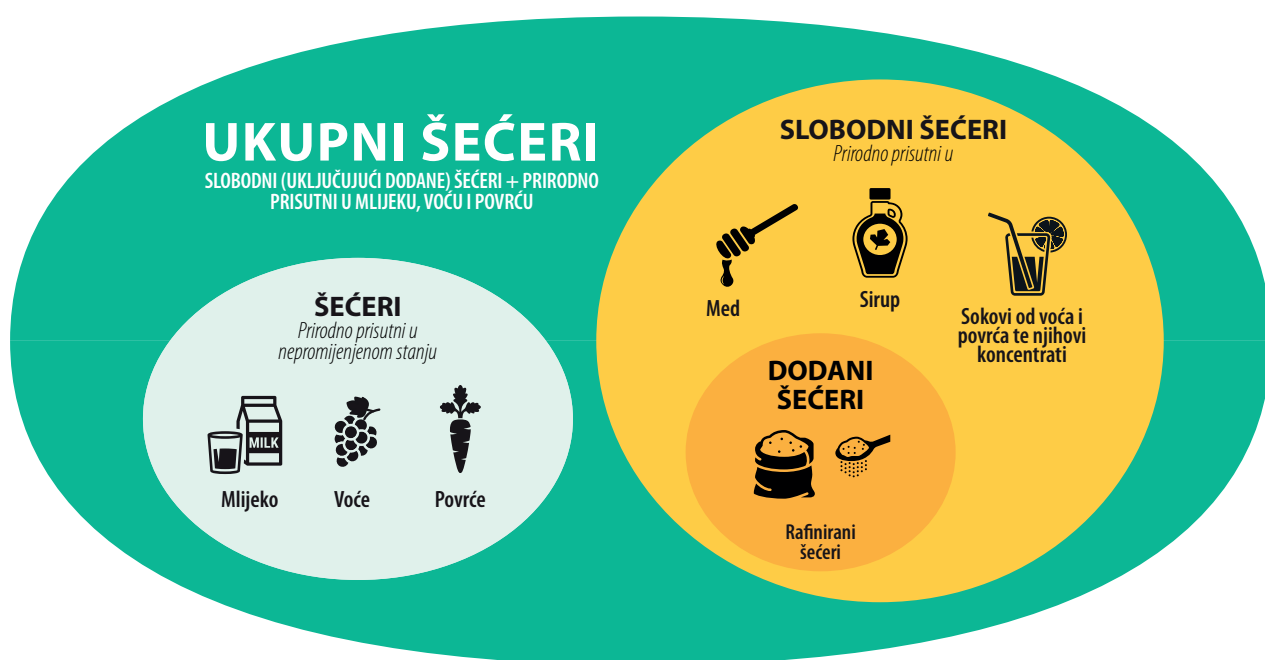 UKUPNI ŠEĆERI
SLOBODNI (UKLJUČUJUĆI DODANE) ŠEĆERI + PRIRODNO
PRISUTNI U MLIJEKU, VOĆU I POVRĆU
ŠEĆERI
Prirodno prisutni u
nepromijenjenom stanju
MILK
Mlijeko
Voće
Povrće
SLOBODNI ŠEĆERI
Prirodno prisutni u
Med
Sirup
Sokovi od voća i
povrća te njihovi
koncentrati
DODANI
ŠEĆERI
Rafinirani
šećeri